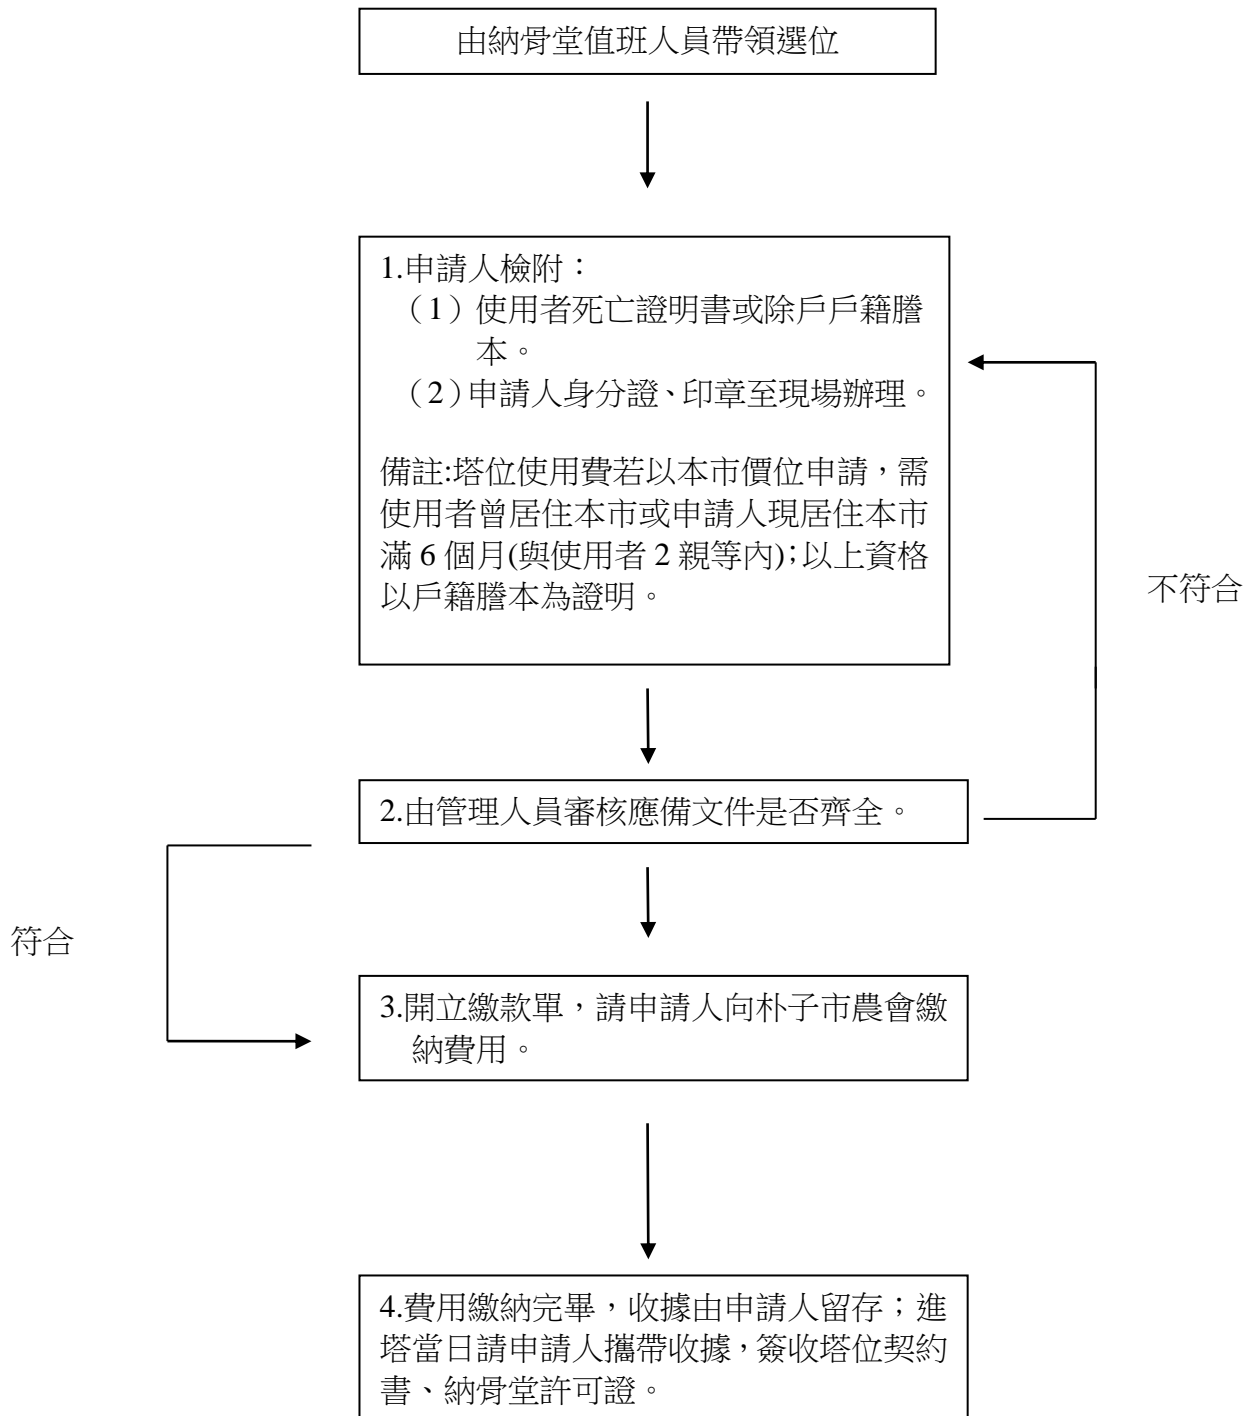 由納骨堂值班人員帶領選位
1.申請人檢附：
（1）使用者死亡證明書或除戶戶籍謄
本。
（2）申請人身分證、印章至現場辦理。
備註:塔位使用費若以本市價位申請，需
使用者曾居住本市或申請人現居住本市
滿 6 個月(與使用者 2 親等內);以上資格
以戶籍謄本為證明。
不符合
2.由管理人員審核應備文件是否齊全。
符合
3.開立繳款單，請申請人向朴子市農會繳
納費用。
4.費用繳納完畢，收據由申請人留存；進
塔當日請申請人攜帶收據，簽收塔位契約
書、納骨堂許可證。